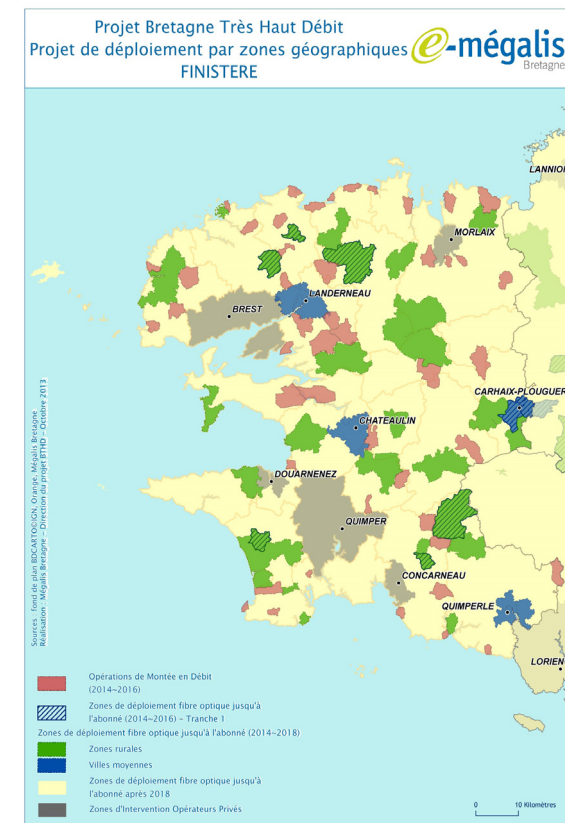 Projet Bretagne Très Haut Débit
Projet de déploiement par zones géographiques
FINISTERE
e-mégalis
Bretagne
LANNION
MORLAIX
LANDERNEAU
BREST
CARHAIX-PLOUGUER
CHATEAULIN
DOUARNENEZ
QUIMPER
CONCARNEAU
QUIMPERLE
LORIEN
Sources : fond de plan BDCARTO©IGN, Orange, Mégalis Bretagne
Réalisation : Mégalis Bretagne – Direction du projet BTHD – Octobre 2013
Opérations de Montée en Débit
(2014~2016)
Zones de déploiement fibre optique jusqu'à
l'abonné (2014~2016) – Tranche 1
Zones de déploiement fibre optique jusqu'à l'abonné (2014~2018)
Zones rurales
Villes moyennes
Zones de déploiement fibre optique jusqu'à
l'abonné après 2018
Zones d'Intervention Opérateurs Privés
0 10 Kilomètres